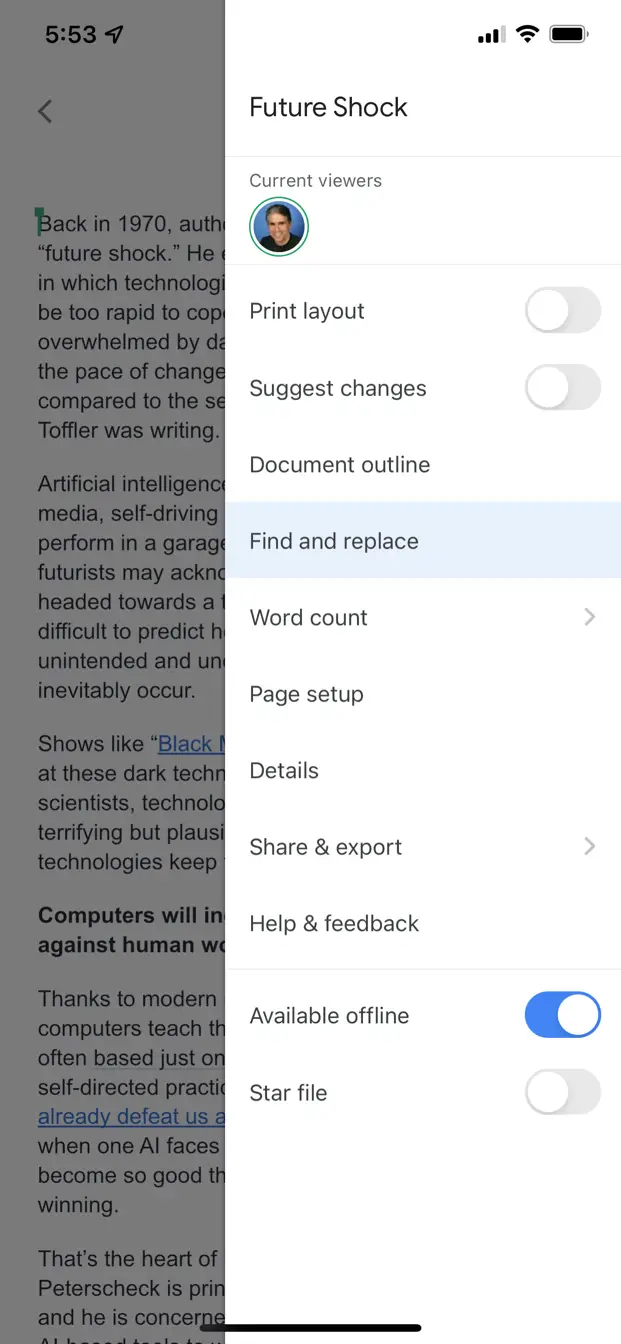 5:53
Future Shock
Current viewers
Print layout
Suggest changes
Document outline
Find and replace
Word count
Page setup
Details
Share & export
Help & feedback
Available offline
Star file
Back in 1970, auth
“future shock.” He
in which technologi
be too rapid to cop
overwhelmed by da
the pace of change
compared to the se
Toffler was writing.
Artificial intelligenc
media, self-driving
perform in a garage
futurists may ackno
headed towards a t
difficult to predict h
unintended and un
inevitably occur.
Shows like “Black M
at these dark techn
scientists, technolo
terrifying but plausi
technologies keep
Computers will in
against human wo
Thanks to modern
computers teach th
often based just on
self-directed practic
already defeat us a
when one AI faces
become so good th
winning.
That’s the heart of
Peterscheck is prin
and he is concerne